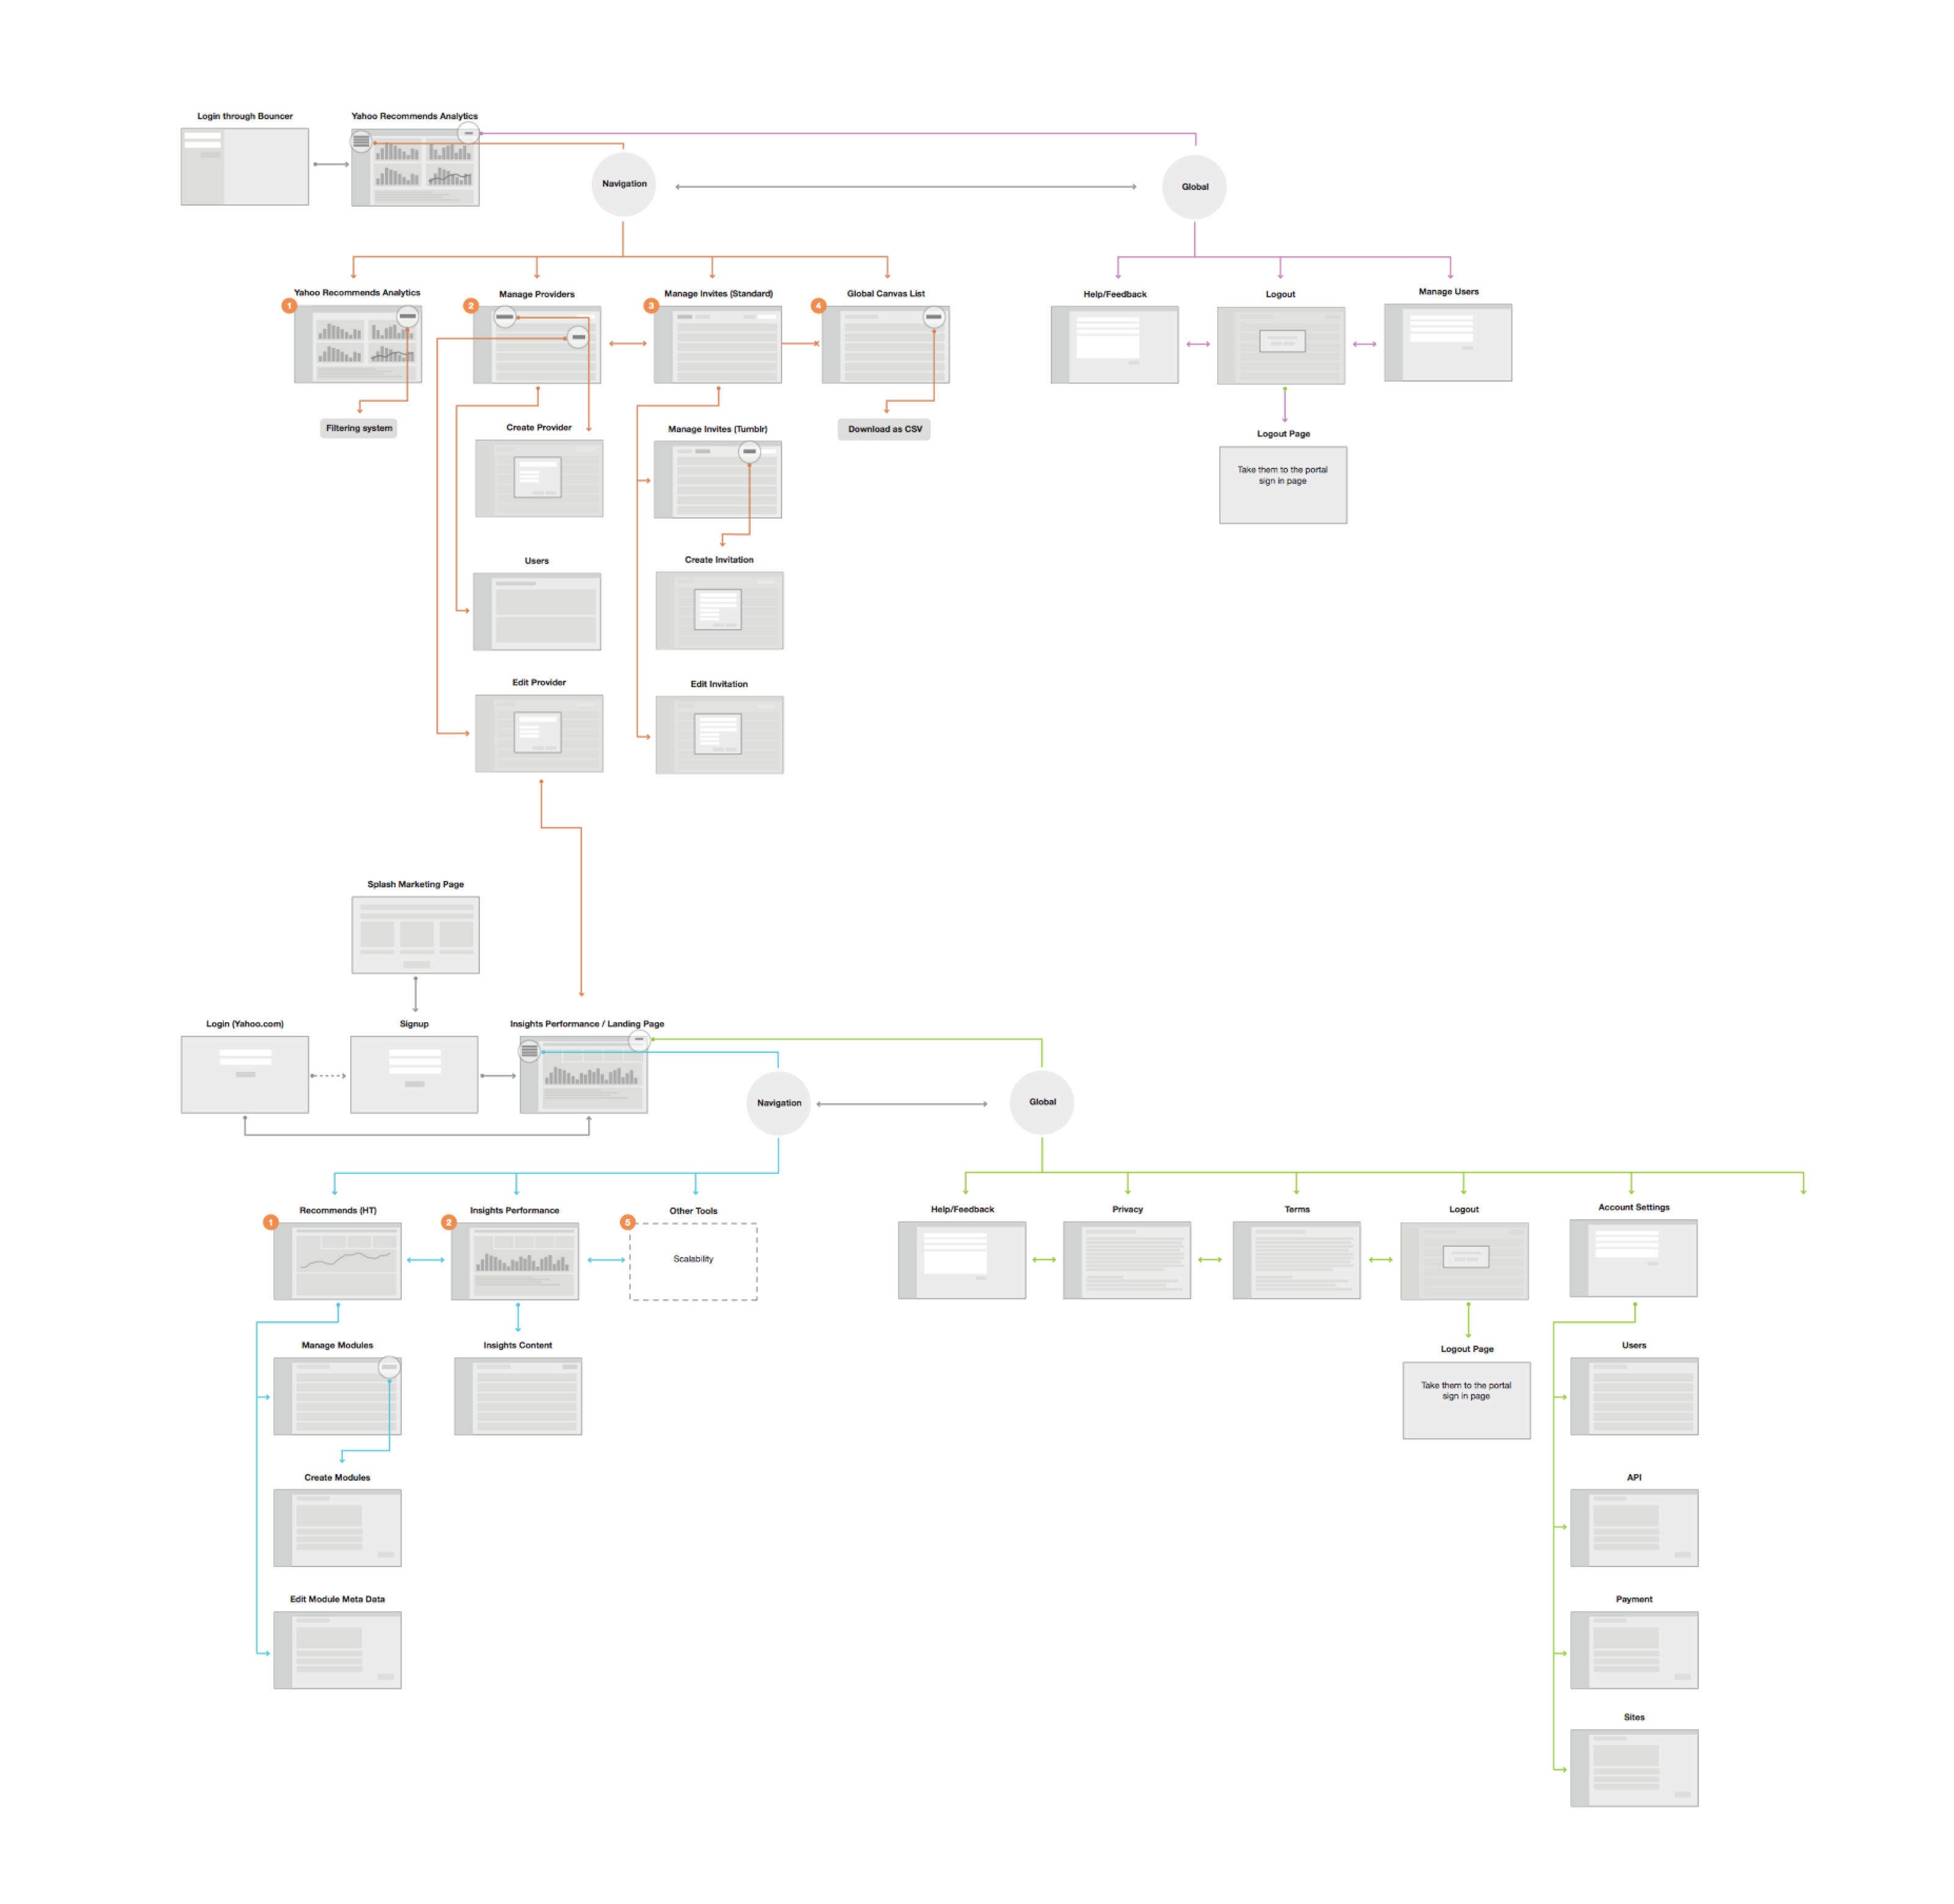 Login through Bouncer
Yahoo Recommends Analytics
Navigation
Global
Yahoo Recommends Analytics
Manage Providers
Manage Invites (Standard)
Global Canvas List
Help/Feedback
Logout
Manage Users
1
2
3
4
Filtering system
Create Provider
Manage Invites (Tumblr)
Download as CSV
Logout Page
Take them to the portal
sign in page
Users
Create Invitation
Edit Provider
Edit Invitation
Splash Marketing Page
Login (Yahoo.com)
Signup
Insights Performance / Landing Page
Navigation
Global
Recommends (HT)
Insights Performance
Other Tools
Help/Feedback
Privacy
Terms
Logout
Account Settings
1
2
5
Scalability
Manage Modules
Insights Content
Logout Page
Take them to the portal
sign in page
Users
Create Modules
API
Edit Module Meta Data
Payment
Sites